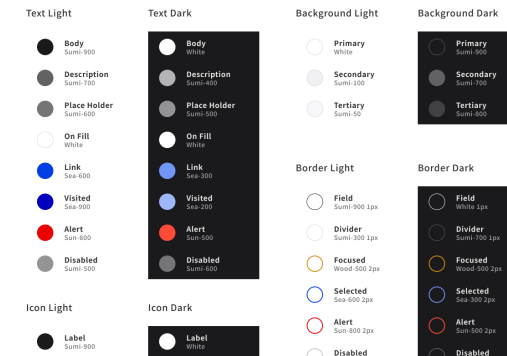 Text Light
Body
Sumi-900
Description
Sumi-700
Place Holder
Sumi-600
On Fill
White
Link
Sea-600
Visited
Sea-900
Alert
Sun-800
Disabled
Sumi-500
Text Dark
Body
White
Description
Sumi-400
Place Holder
Sumi-500
On Fill
White
Link
Sea-300
Visited
Sea-200
Alert
Sun-500
Disabled
Sumi-600
Background Light
Primary
White
Secondary
Sumi-100
Tertiary
Sumi-50
Background Dark
Primary
Sumi-900
Secondary
Sumi-700
Tertiary
Sumi-800
Border Light
Field
Sumi-900 1px
Divider
Sumi-300 1px
Focused
Wood-500 2px
Selected
Sea-600 2px
Alert
Sun-800 2px
Disabled
Border Dark
Field
White 1px
Divider
Sumi-700 1px
Focused
Wood-500 2px
Selected
Sea-300 2px
Alert
Sun-500 2px
Disabled
Icon Light
Label
Sumi-900
Icon Dark
Label
White